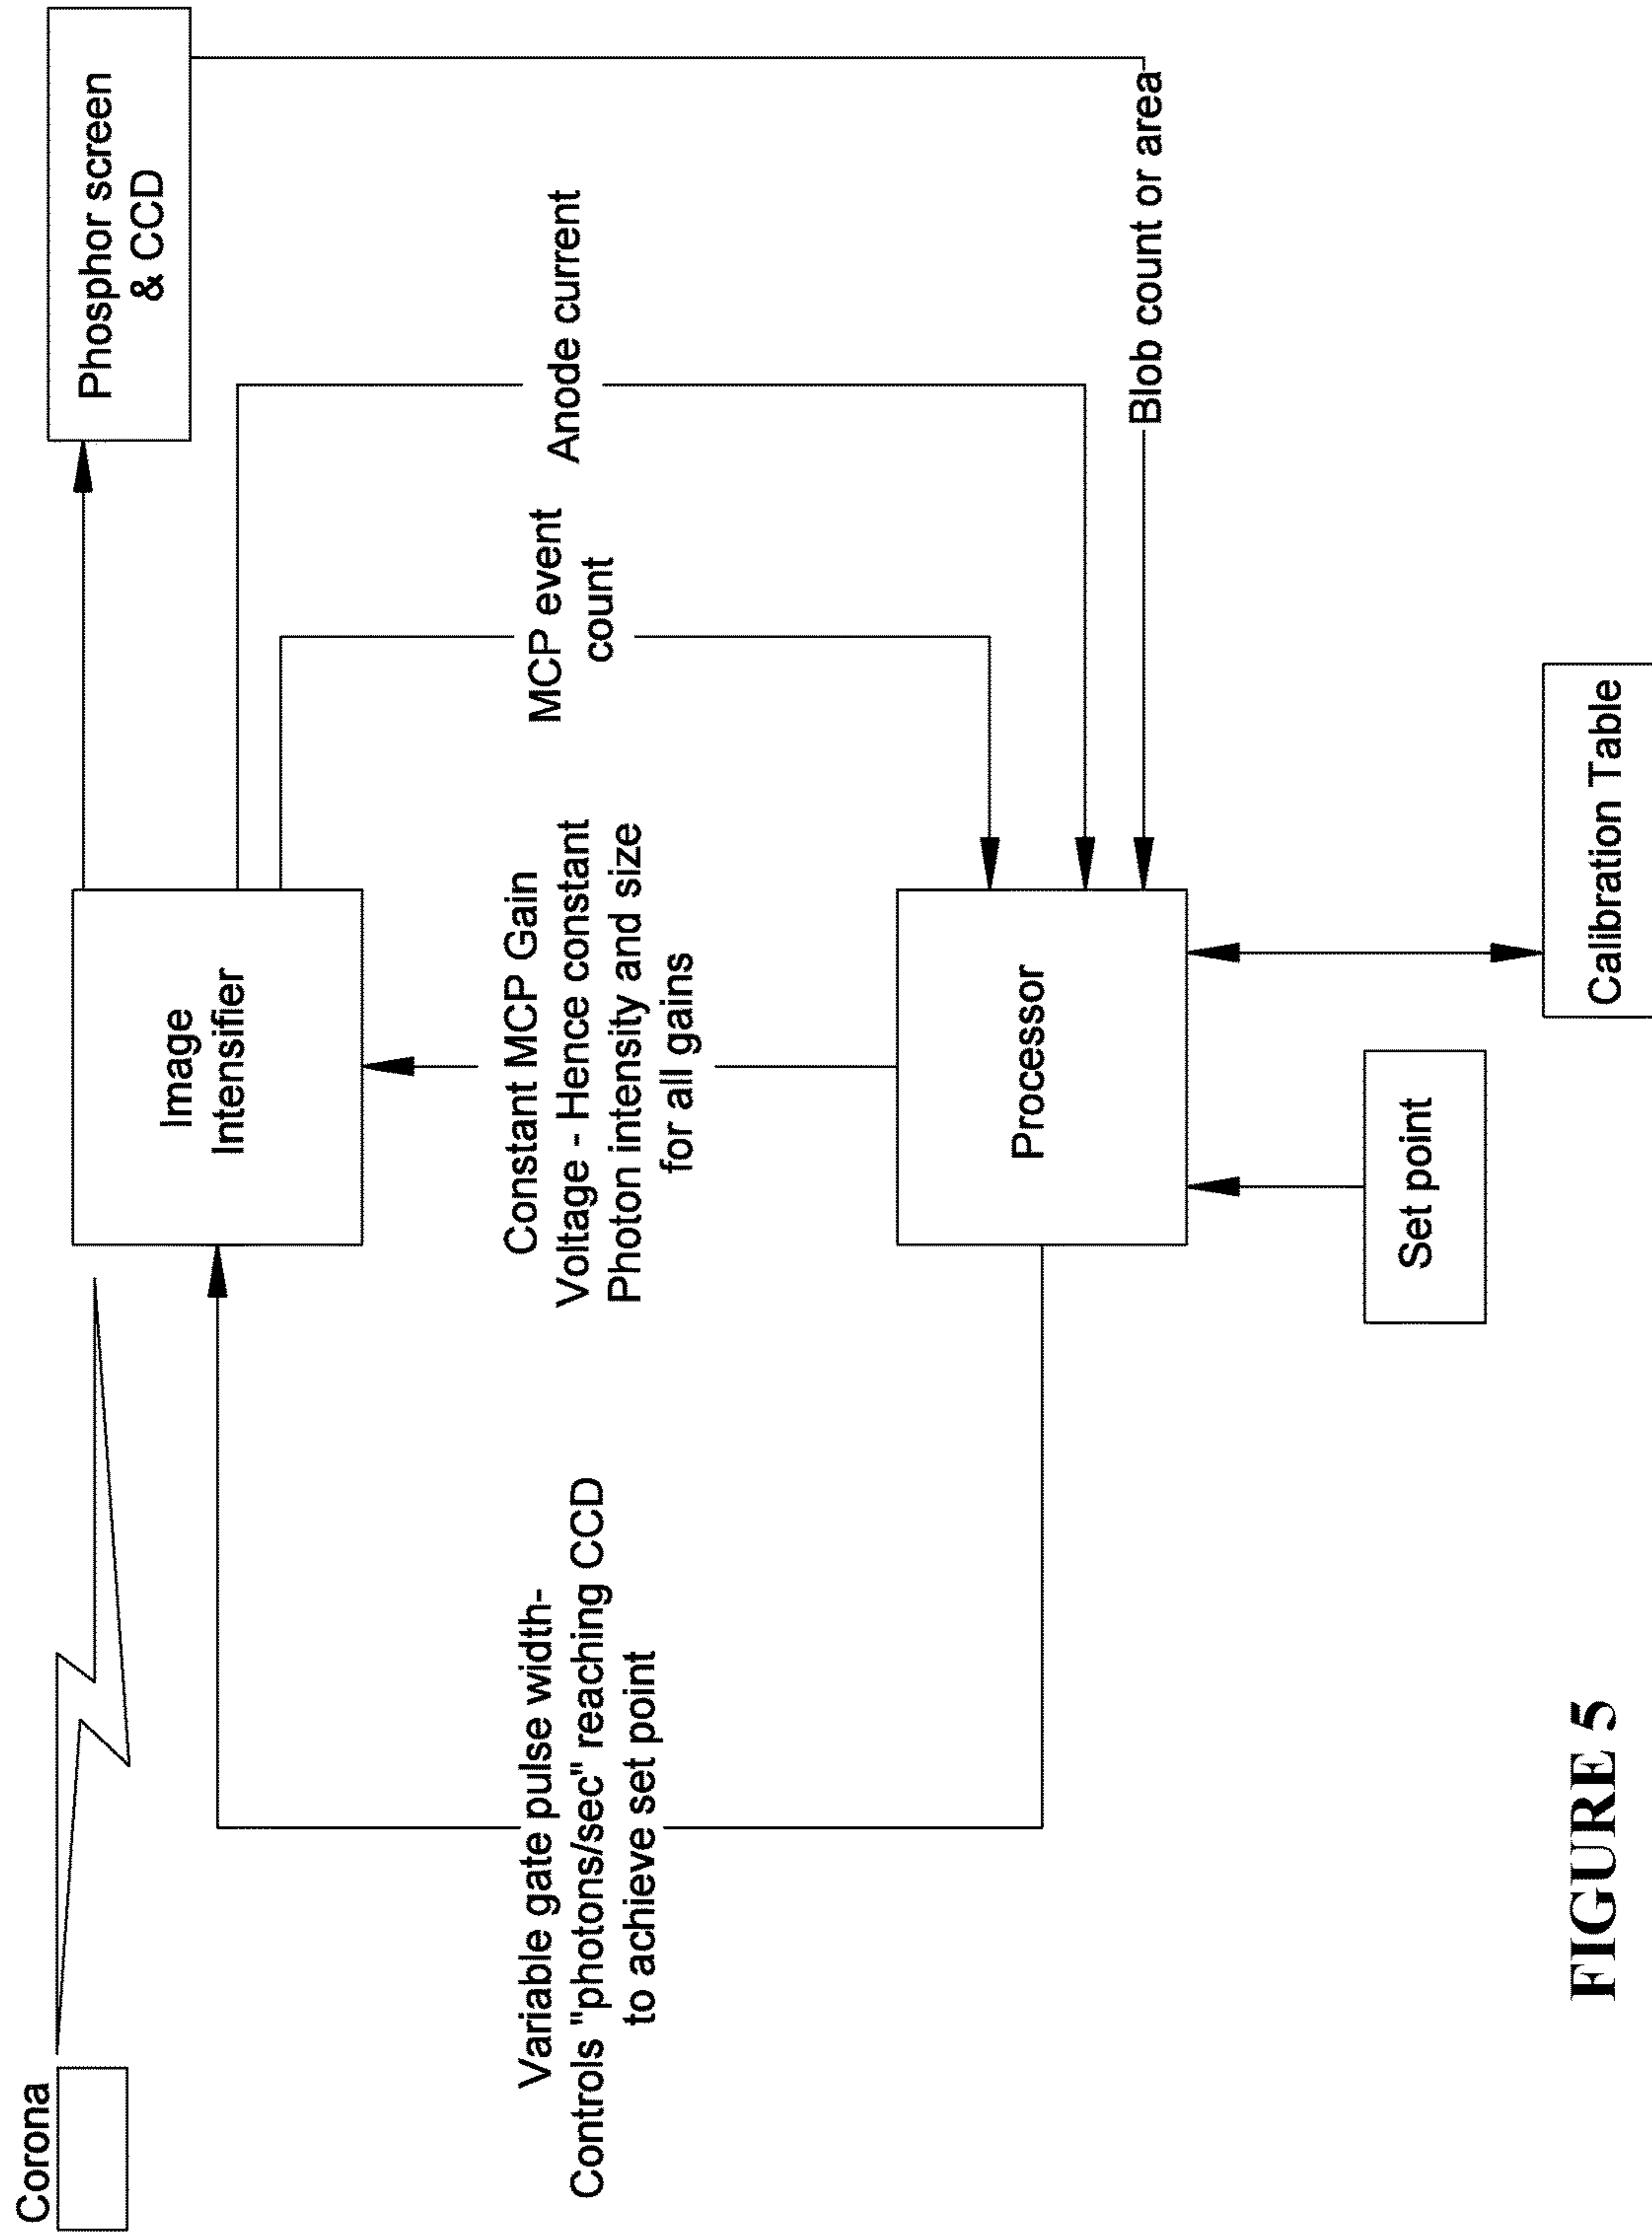 Corona
Image
Intensifier
Phosphor screen
& CCD
Variable gate pulse width-
Controls "photons/sec" reaching CCD
to achieve set point
Constant MCP Gain
Voltage - Hence constant
Photon intensity and size
for all gains
MCP event
count
Anode current
Processor
Blob count or area
Set point
Calibration Table
FIGURE 5